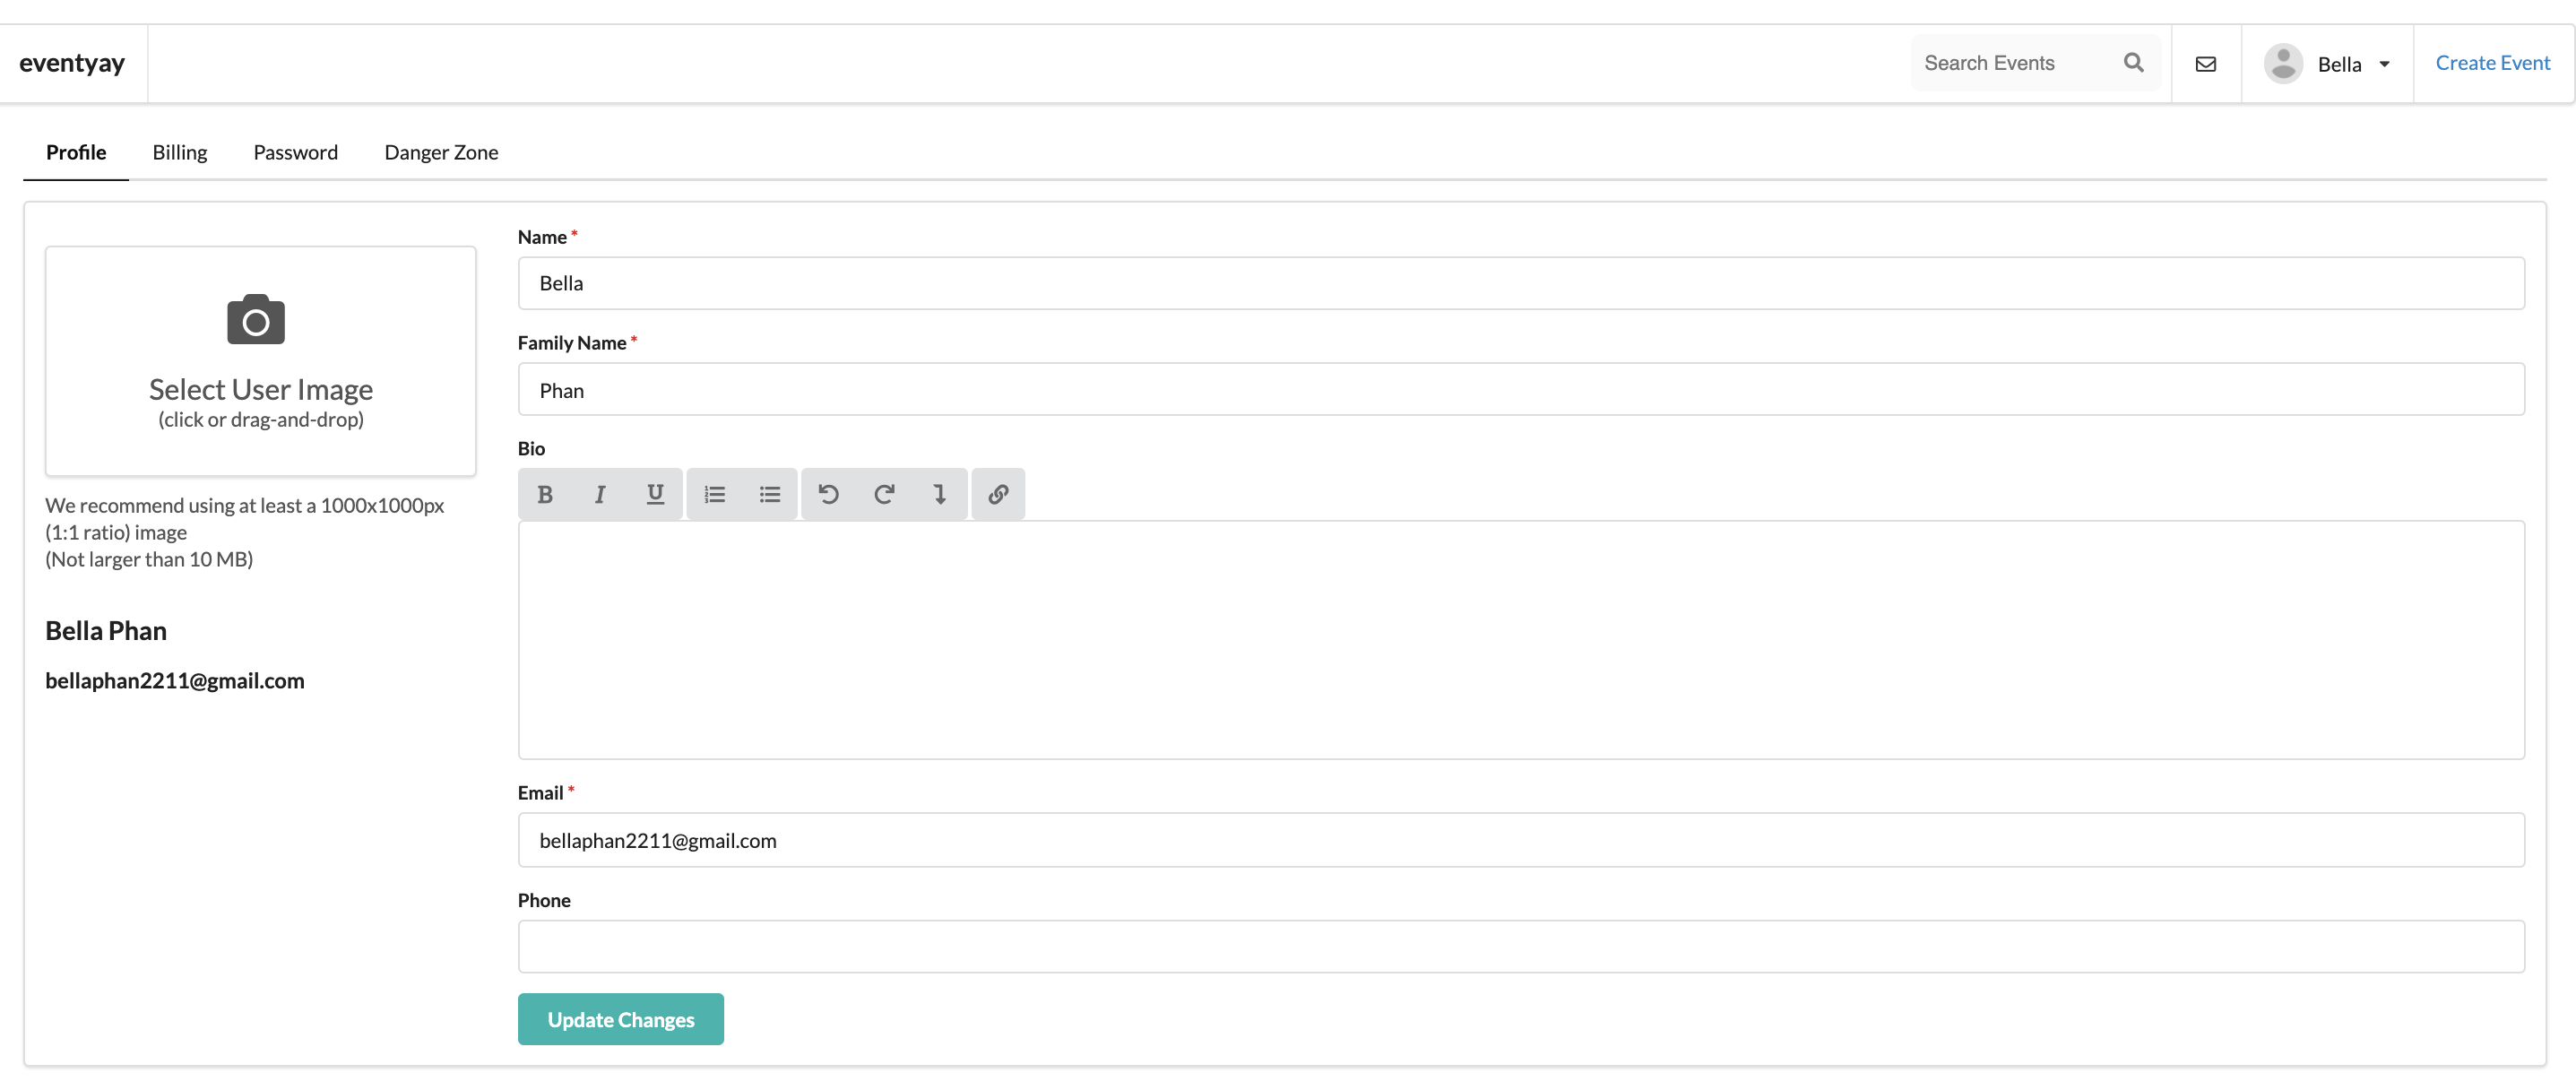 eventyay
Search Events
Bella
Create Event
Profile
Billing
Password
Danger Zone
Select User Image
(click or drag-and-drop)
We recommend using at least a 1000x1000px
(1:1 ratio) image
(Not larger than 10 MB)
Bella Phan
bellaphan2211@gmail.com
Name *
Bella
Family Name *
Phan
Bio
B I U
Email *
bellaphan2211@gmail.com
Phone
Update Changes